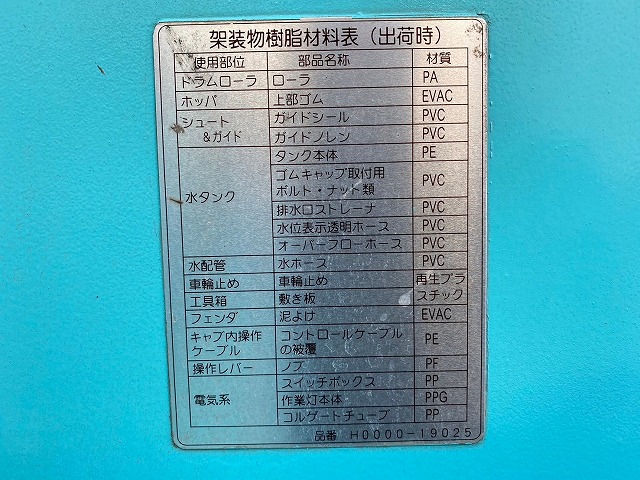 架装物樹脂材料表（出荷時）
使用部位 部品名称 材質
ドラムローラ ローラ PA
ホッパ 上部ゴム EVAC
シュート
&ガイド
ガイドシール PVC
ガイドノレン PVC
水タンク
タンク本体 PE
ゴムキャップ取付用
ボルト・ナット類
PVC
排水口ストレーナ PVC
水位表示透明ホース PVC
オーバーフローホース PVC
水配管 水ホース PVC
車輪止め 車輪止め 再生プラ
工具箱 敷き板 スチック
フェンダ 泥よけ EVAC
キャブ内操作
ケーブル
コントロールケーブル
の被覆
PE
操作レバー ノブ PF
電気系
スイッチボックス PP
作業灯本体 PPG
コルゲートチューブ PP
品番 H0000-19025